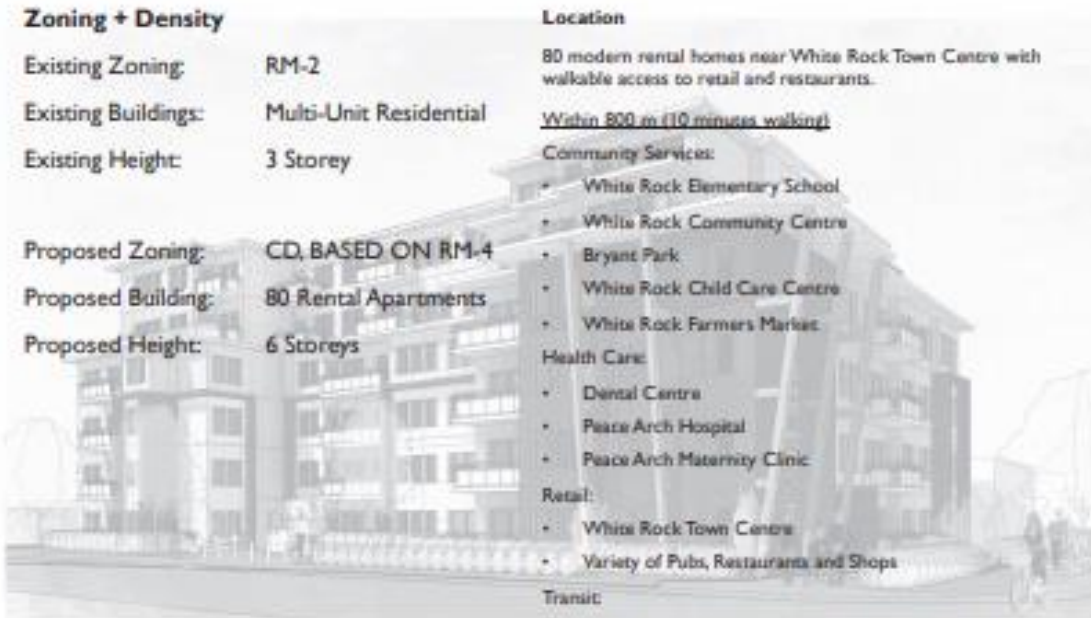 Zoning + Density
Existing Zoning: RM-2
Existing Buildings: Multi-Unit Residential
Existing Height: 3 Storey
Proposed Zoning: CD, BASED ON RM-4
Proposed Building: 80 Rental Apartments
Proposed Height: 6 Storeys
Location
80 modern rental homes near White Rock Town Centre with
walkable access to retail and restaurants.
Within 800 m (10 minutes walking)
Community Services:
• White Rock Elementary School
• White Rock Community Centre
• Bryant Park
• White Rock Child Care Centre
• White Rock Farmers Market
Health Care:
• Dental Centre
• Peace Arch Hospital
• Peace Arch Maternity Clinic
Retail:
• White Rock Town Centre
• Variety of Pubs, Restaurants and Shops
Transit: